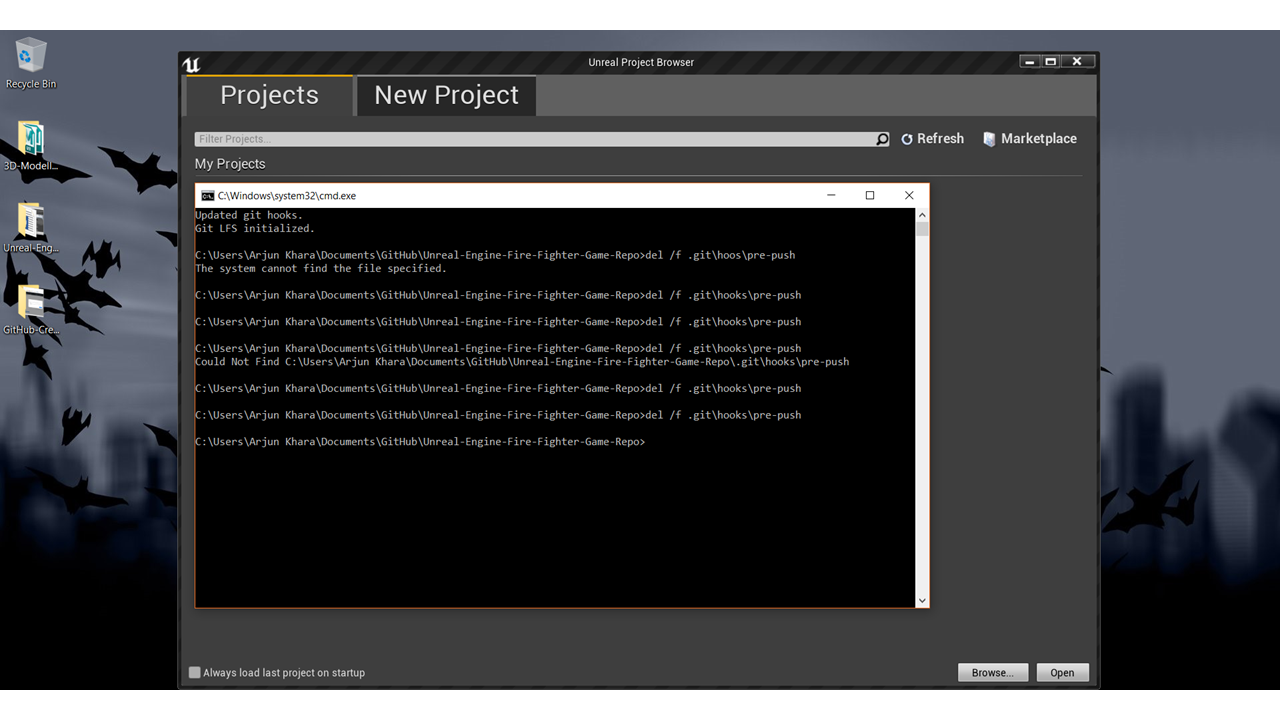 Recycle Bin
3D-Modell...
Unreal-Eng...
GitHub-Cre...
Unreal Project Browser
Projects
New Project
Filter Projects...
Refresh
Marketplace
My Projects
C:\Windows\system32\cmd.exe
Updated git hooks.
Git LFS initialized.
C:\Users\Arjun Khara\Documents\GitHub\Unreal-Engine-Fire-Fighter-Game-Repo>del /f .git\hoos\pre-push
The system cannot find the file specified.
C:\Users\Arjun Khara\Documents\GitHub\Unreal-Engine-Fire-Fighter-Game-Repo>del /f .git\hooks\pre-push
C:\Users\Arjun Khara\Documents\GitHub\Unreal-Engine-Fire-Fighter-Game-Repo>del /f .git\hooks\pre-push
C:\Users\Arjun Khara\Documents\GitHub\Unreal-Engine-Fire-Fighter-Game-Repo>del /f .git\hooks\pre-push
Could Not Find C:\Users\Arjun Khara\Documents\GitHub\Unreal-Engine-Fire-Fighter-Game-Repo\.git\hooks\pre-push
C:\Users\Arjun Khara\Documents\GitHub\Unreal-Engine-Fire-Fighter-Game-Repo>del /f .git\hooks\pre-push
C:\Users\Arjun Khara\Documents\GitHub\Unreal-Engine-Fire-Fighter-Game-Repo>del /f .git\hooks\pre-push
C:\Users\Arjun Khara\Documents\GitHub\Unreal-Engine-Fire-Fighter-Game-Repo>
Always load last project on startup
Browse...
Open